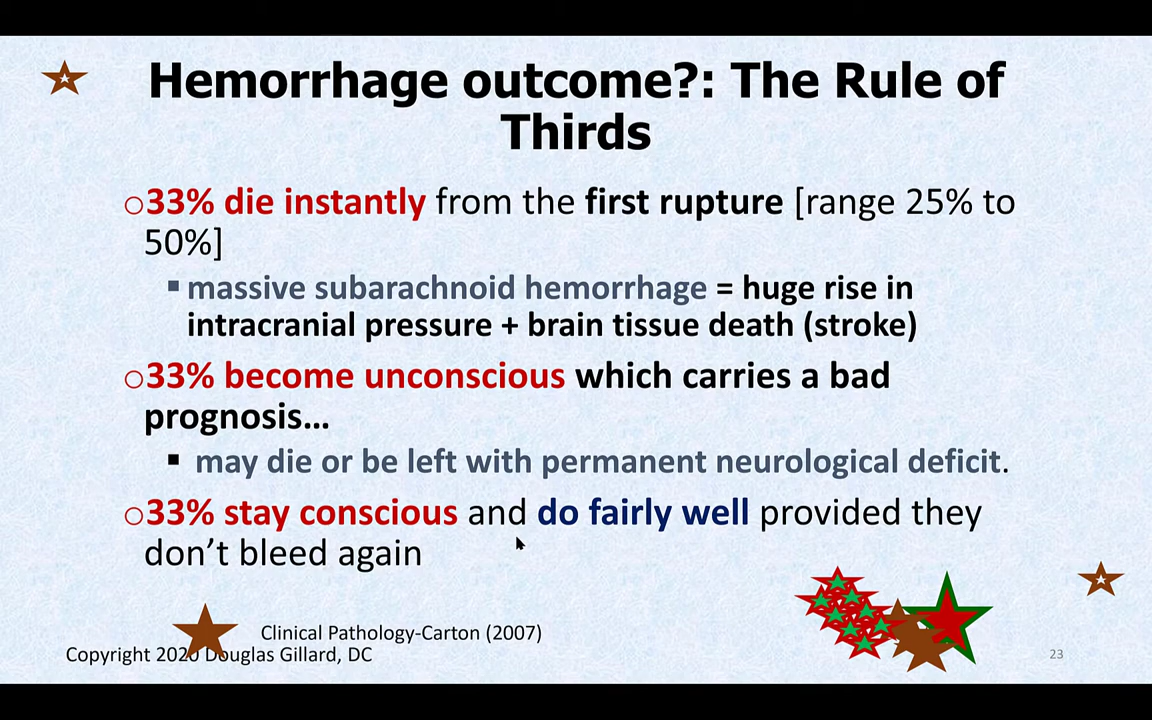 Hemorrhage outcome?: The Rule of
Thirds
○33% die instantly from the first rupture [range 25% to
50%]
▪massive subarachnoid hemorrhage = huge rise in
intracranial pressure + brain tissue death (stroke)
○33% become unconscious which carries a bad
prognosis…
▪ may die or be left with permanent neurological deficit.
○33% stay conscious and do fairly well provided they
don’t bleed again
Clinical Pathology-Carton (2007)
Copyright 2020 Douglas Gillard, DC
23